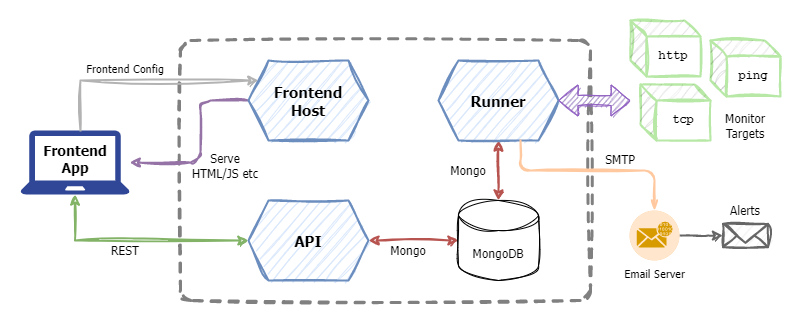 Frontend Config
Frontend
Host
Runner
http
ping
tcp
Monitor
Targets
Frontend
App
Serve
HTML/JS etc
Mongo
SMTP
REST
API
Mongo
MongoDB
Alerts
Email Server